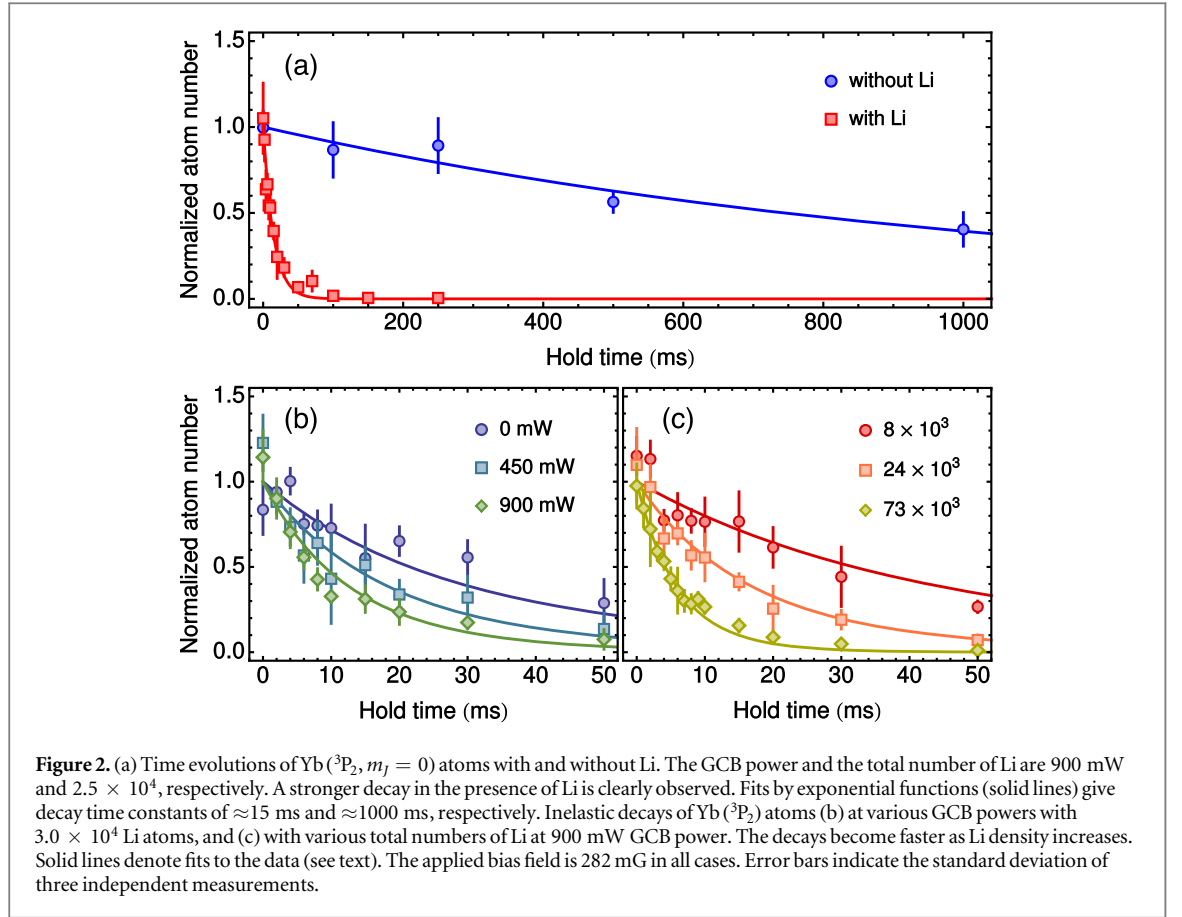 1.5
(a)
without Li
with Li
1.0
0.5
0.0
Normalized atom number
0 200 400 600 800 1000
Hold time (ms)
1.5
(b)
0 mW
450 mW
900 mW
1.0
0.5
0.0
Normalized atom number
0 10 20 30 40 50
Hold time (ms)
(c)
8 × 10³
24 × 10³
73 × 10³
0 10 20 30 40 50
Hold time (ms)
Figure 2. (a) Time evolutions of Yb (³P₂, m_J = 0) atoms with and without Li. The GCB power and the total number of Li are 900 mW
and 2.5 × 10⁴, respectively. A stronger decay in the presence of Li is clearly observed. Fits by exponential functions (solid lines) give
decay time constants of ≈15 ms and ≈1000 ms, respectively. Inelastic decays of Yb (³P₂) atoms (b) at various GCB powers with
3.0 × 10⁴ Li atoms, and (c) with various total numbers of Li at 900 mW GCB power. The decays become faster as Li density increases.
Solid lines denote fits to the data (see text). The applied bias field is 282 mG in all cases. Error bars indicate the standard deviation of
three independent measurements.